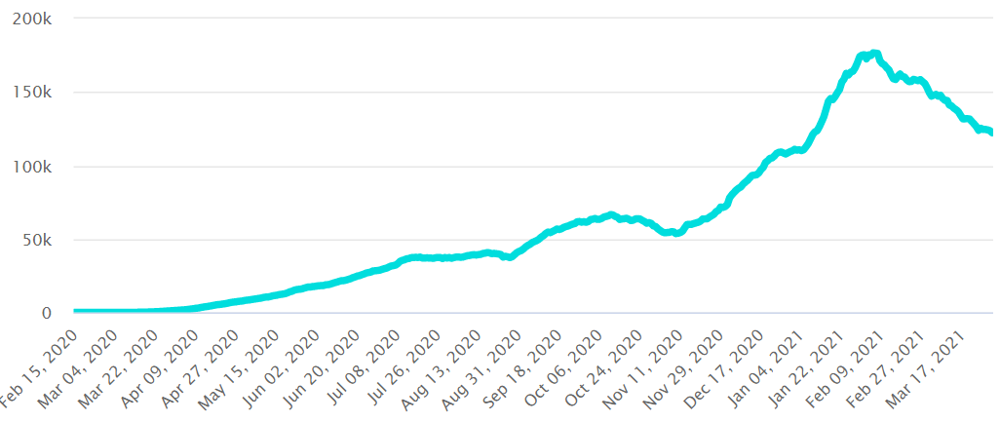 200k
150k
100k
50k
0
Feb 15, 2020
Mar 04, 2020
Mar 22, 2020
Apr 09, 2020
Apr 27, 2020
May 15, 2020
Jun 02, 2020
Jun 20, 2020
Jul 08, 2020
Jul 26, 2020
Aug 13, 2020
Aug 31, 2020
Sep 18, 2020
Oct 06, 2020
Oct 24, 2020
Nov 11, 2020
Nov 29, 2020
Dec 17, 2020
Jan 04, 2021
Jan 22, 2021
Feb 09, 2021
Feb 27, 2021
Mar 17, 2021